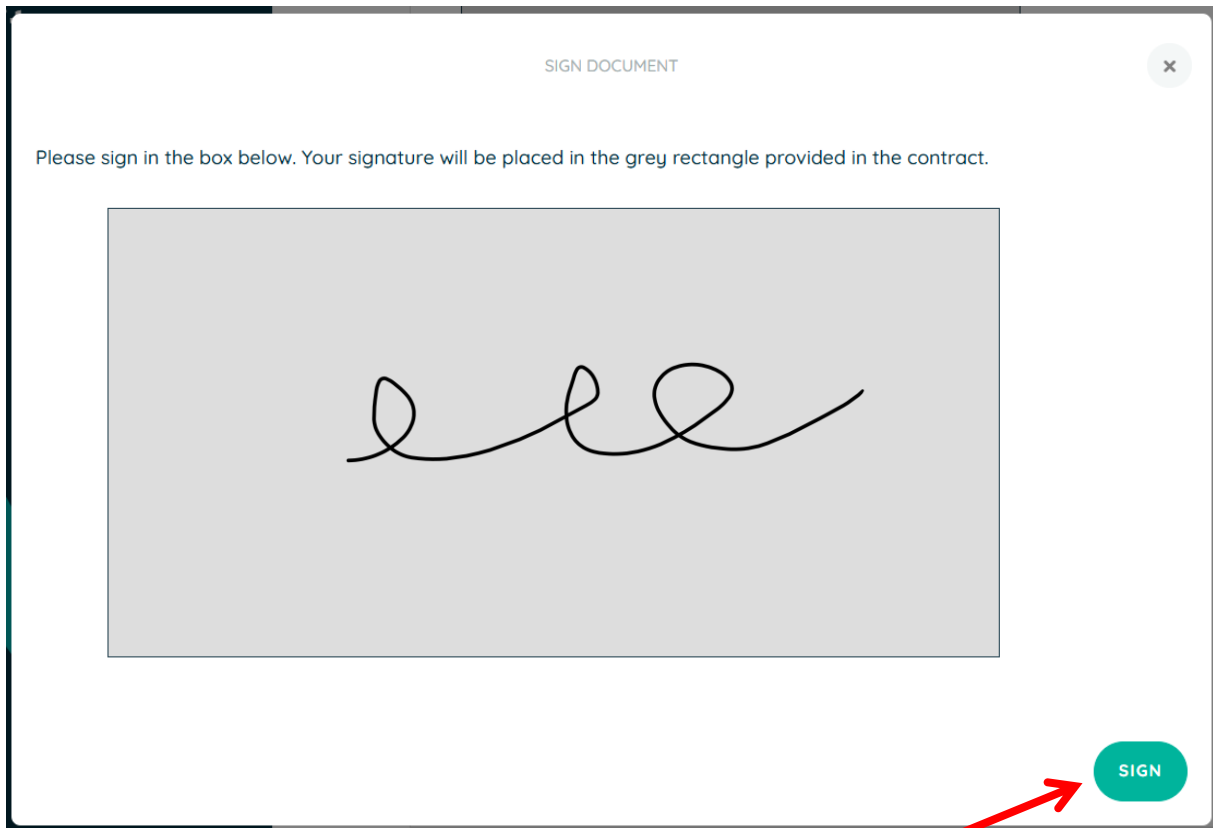 SIGN DOCUMENT
Please sign in the box below. Your signature will be placed in the grey rectangle provided in the contract.
SIGN